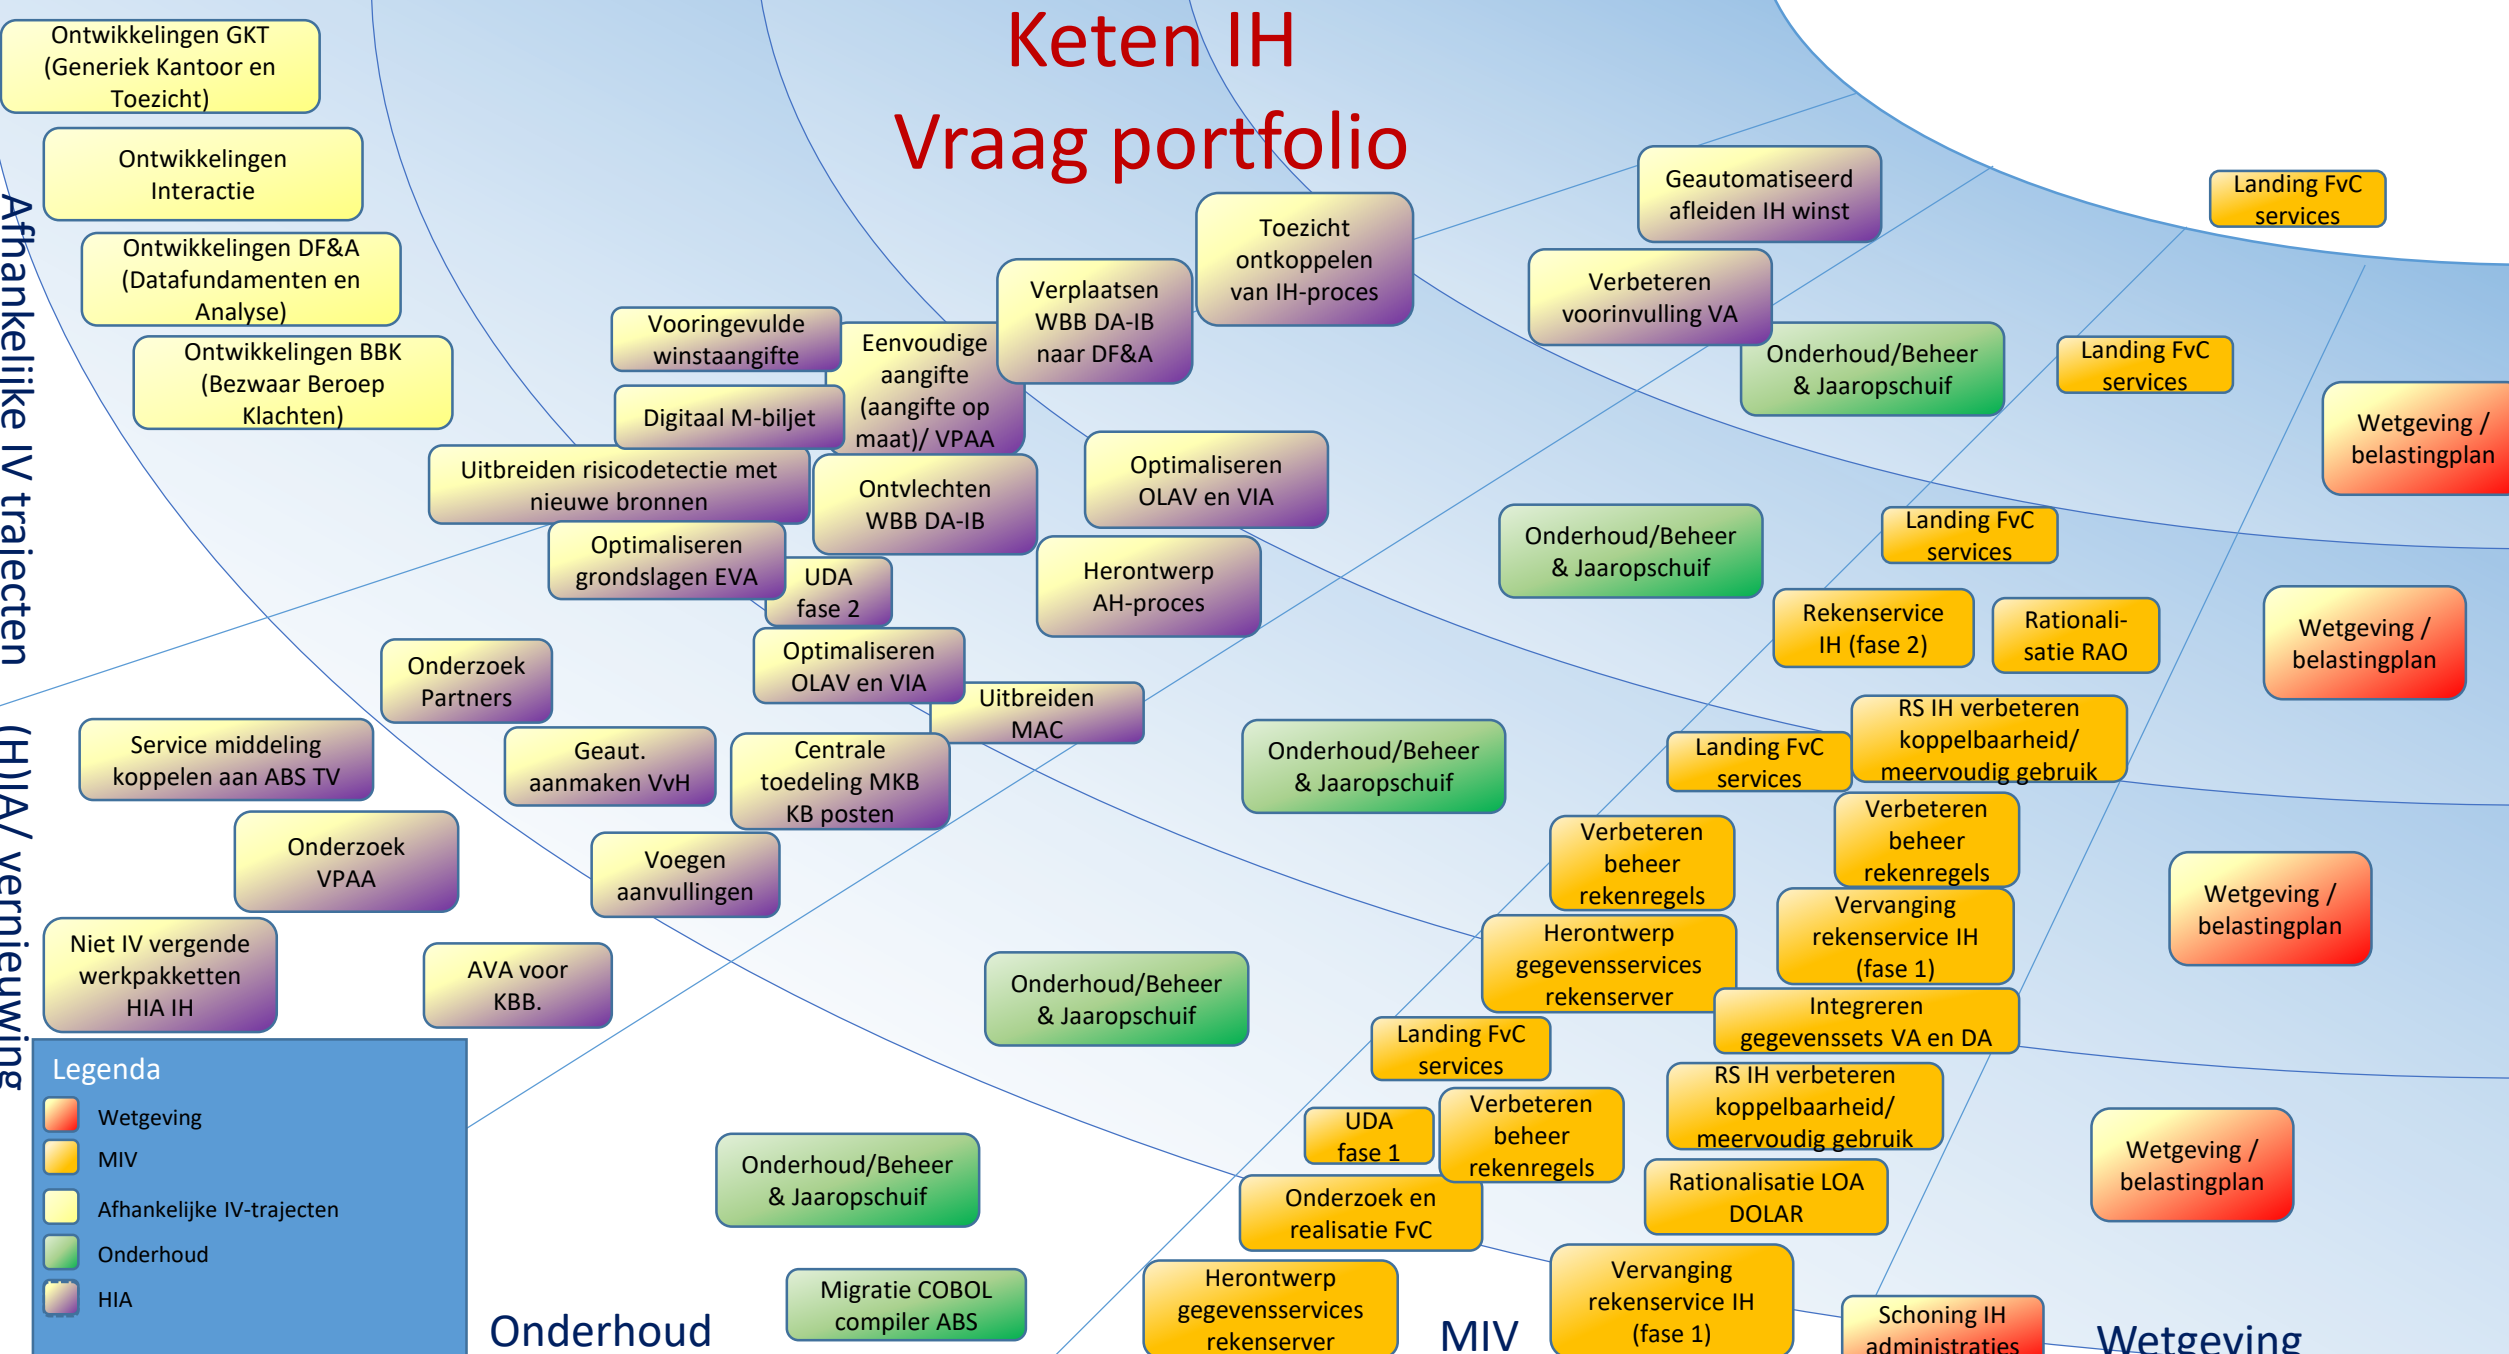 Keten IH
Vraag portfolio
Ontwikkelingen GKT
(Generiek Kantoor en
Toezicht)
Ontwikkelingen
Interactie
Ontwikkelingen DF&A
(Datafundamenten en
Analyse)
Ontwikkelingen BBK
(Bezwaar Beroep
Klachten)
Afhankelijke IV trajecten
(H)IA/ vernieuwing
Vooringevulde
winstaangifte
Digitaal M-biljet
Eenvoudige
aangifte
(aangifte op
maat)/ VPAA
Verplaatsen
WBB DA-IB
naar DF&A
Toezicht
ontkoppelen
van IH-proces
Geautomatiseerd
afleiden IH winst
Verbeteren
voorinvulling VA
Onderhoud/Beheer
& Jaaropschuif
Landing FvC
services
Landing FvC
services
Wetgeving /
belastingplan
Uitbreiden risicodetectie met
nieuwe bronnen
Ontvlechten
WBB DA-IB
Optimaliseren
OLAV en VIA
Optimaliseren
grondslagen EVA
UDA
fase 2
Herontwerp
AH-proces
Onderhoud/Beheer
& Jaaropschuif
Landing FvC
services
Rekenservice
IH (fase 2)
Rationali-
satie RAO
Wetgeving /
belastingplan
Onderzoek
Partners
Optimaliseren
OLAV en VIA
Uitbreiden
MAC
Service middeling
koppelen aan ABS TV
Geaut.
aanmaken VvH
Centrale
toedeling MKB
KB posten
Onderhoud/Beheer
& Jaaropschuif
Landing FvC
services
RS IH verbeteren
koppelbaarheid/
meervoudig gebruik
Onderzoek
VPAA
Voegen
aanvullingen
Verbeteren
beheer
rekenregels
Verbeteren
beheer
rekenregels
Wetgeving /
belastingplan
Niet IV vergende
werkpakketten
HIA IH
AVA voor
KBB.
Onderhoud/Beheer
& Jaaropschuif
Herontwerp
gegevensservices
rekenserver
Vervanging
rekenservice IH
(fase 1)
Integreren
gegevenssets VA en DA
Landing FvC
services
UDA
fase 1
Verbeteren
beheer
rekenregels
RS IH verbeteren
koppelbaarheid/
meervoudig gebruik
Wetgeving /
belastingplan
Onderhoud/Beheer
& Jaaropschuif
Onderzoek en
realisatie FvC
Rationalisatie LOA
DOLAR
Migratie COBOL
compiler ABS
Herontwerp
gegevensservices
rekenserver
Vervanging
rekenservice IH
(fase 1)
Schoning IH
administraties
Legenda
Wetgeving
MIV
Afhankelijke IV-trajecten
Onderhoud
HIA
Onderhoud
MIV
Wetgeving